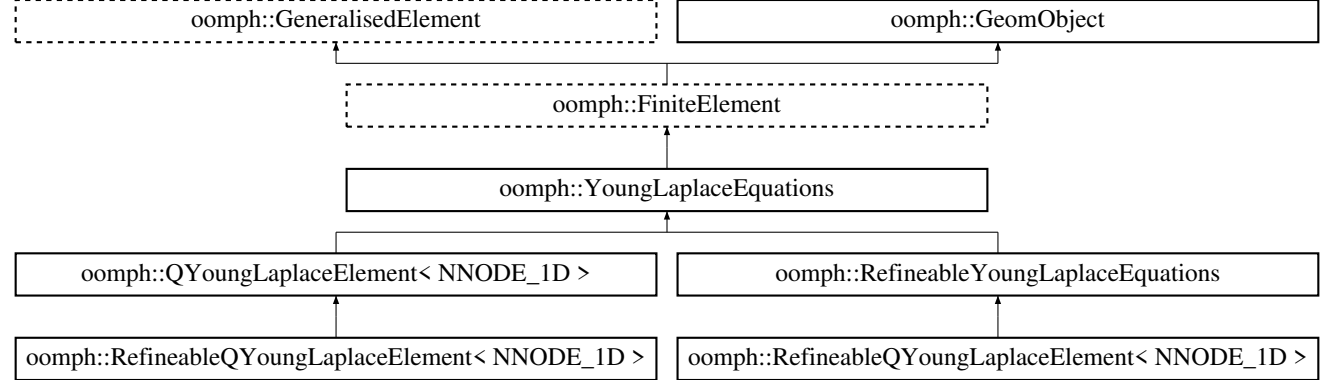 oomph::GeneralisedElement
oomph::GeomObject
oomph::FiniteElement
oomph::YoungLaplaceEquations
oomph::QYoungLaplaceElement< NNODE_1D >
oomph::RefineableYoungLaplaceEquations
oomph::RefineableQYoungLaplaceElement< NNODE_1D >
oomph::RefineableQYoungLaplaceElement< NNODE_1D >